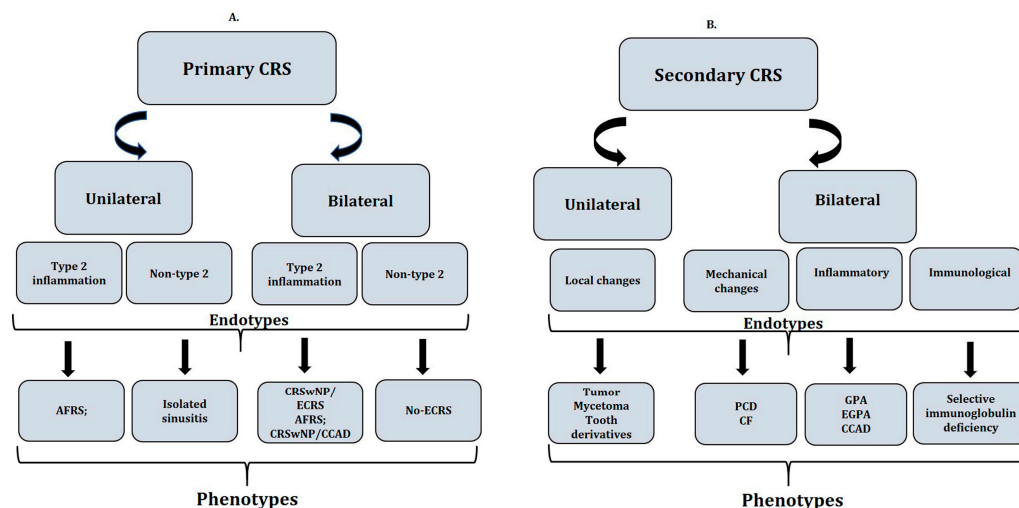 A.
Primary CRS
Unilateral
Bilateral
Type 2
inflammation
Non-type 2
Type 2
inflammation
Non-type 2
Endotypes
AFRS;
Isolated
sinusitis
CRSwNP/
ECRS
AFRS;
CRSwNP/CCAD
No-ECRS
Phenotypes
B.
Secondary CRS
Unilateral
Bilateral
Local changes
Mechanical
changes
Inflammatory
Immunological
Endotypes
Tumor
Mycetoma
Tooth
derivatives
PCD
CF
GPA
EGPA
CCAD
Selective
immunoglobulin
deficiency
Phenotypes